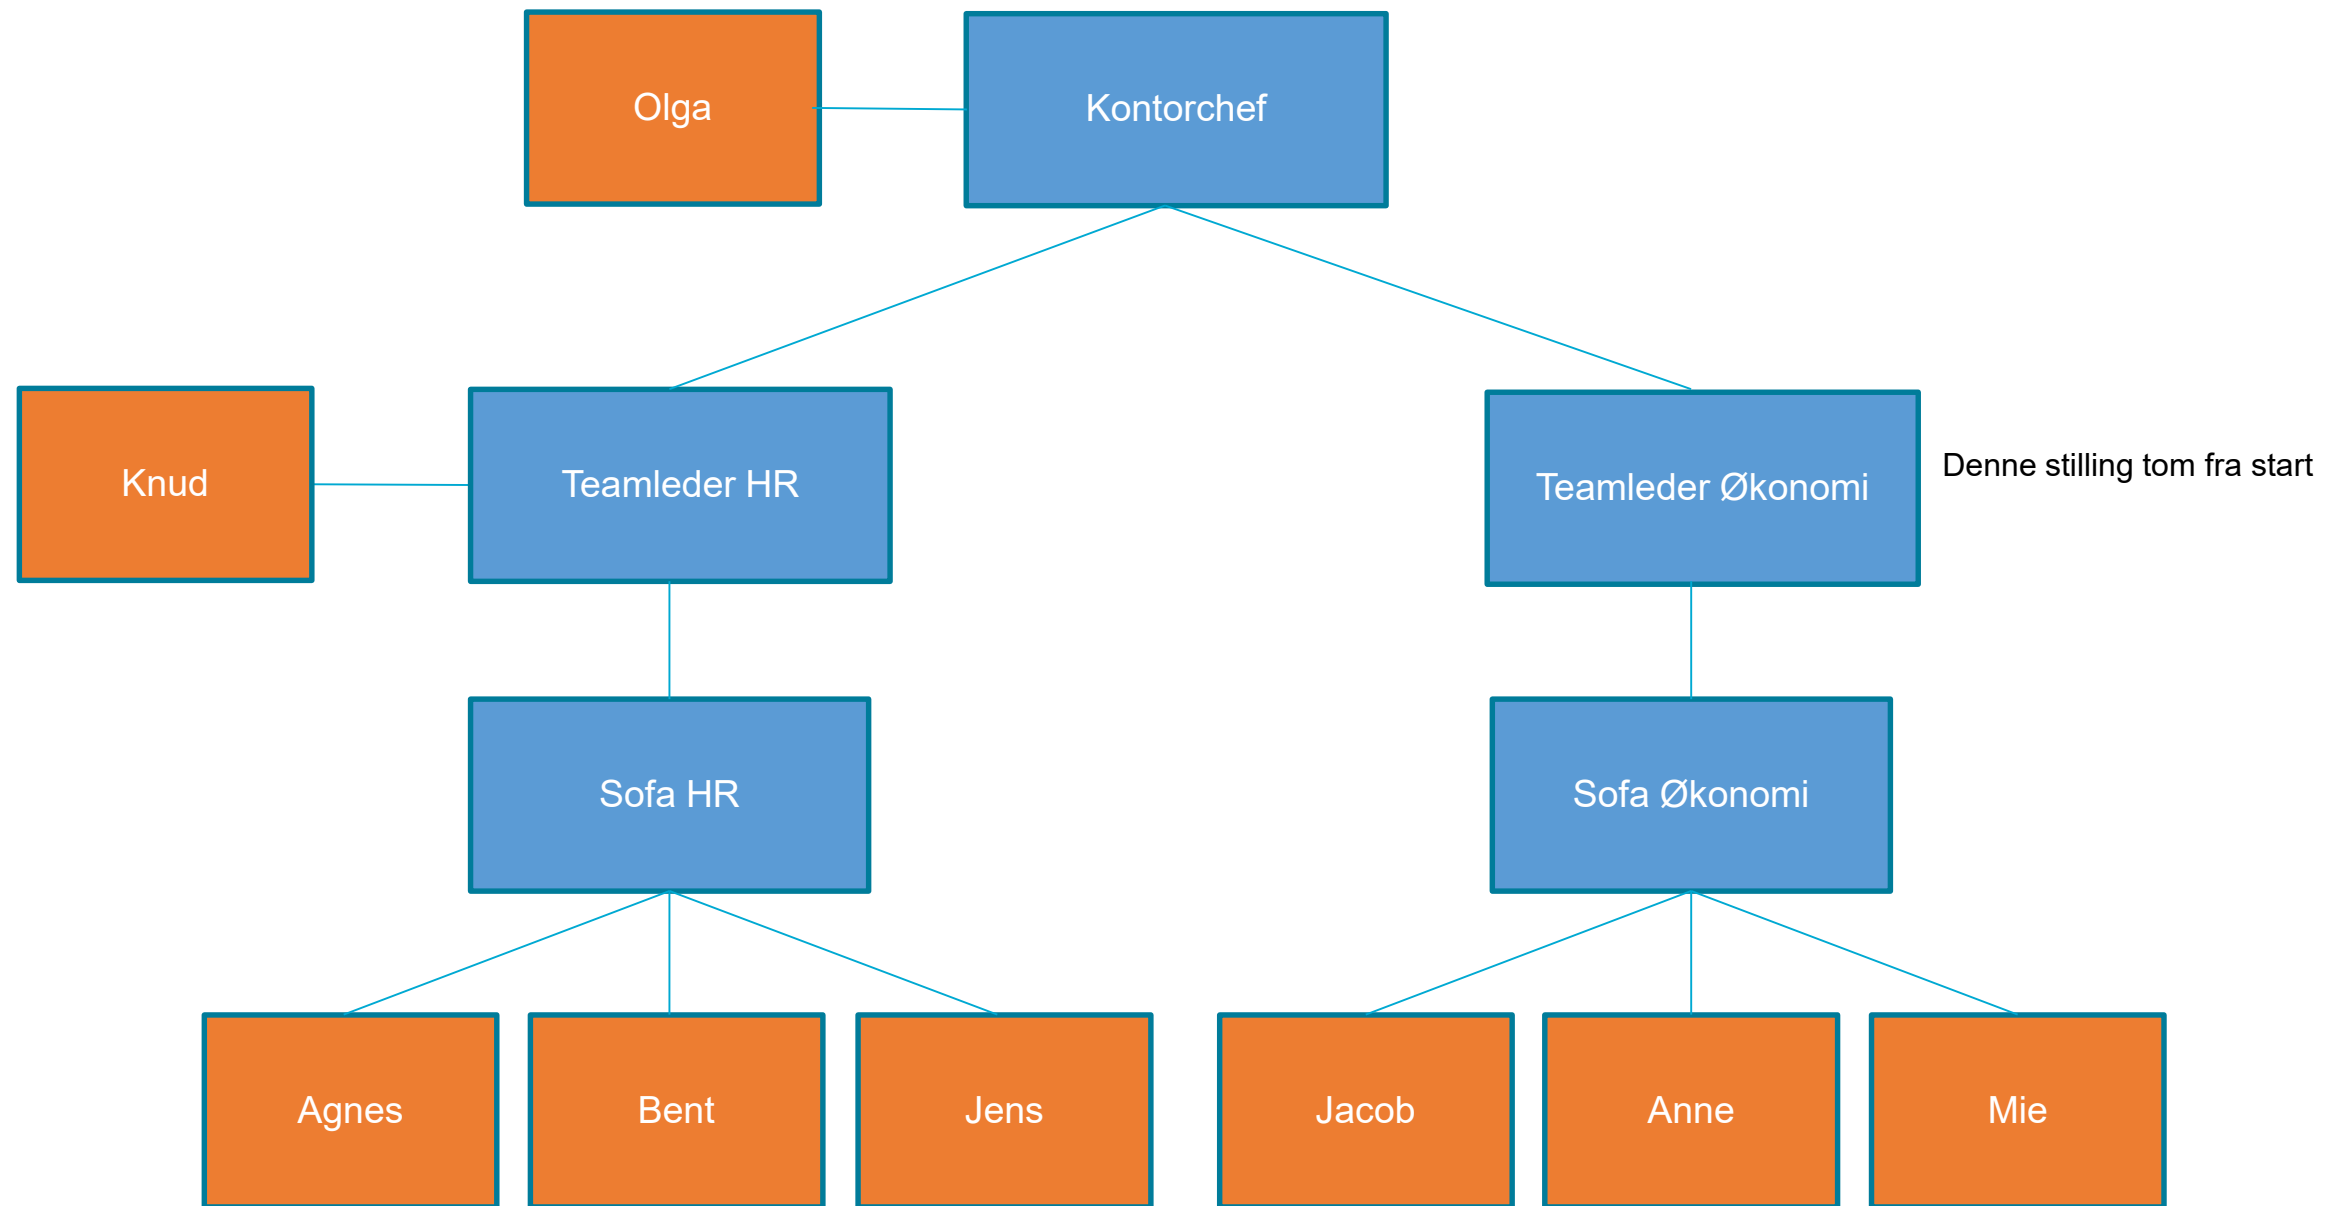 Olga
Kontorchef
Knud
Teamleder HR
Teamleder Økonomi
Denne stilling tom fra start
Sofa HR
Sofa Økonomi
Agnes
Bent
Jens
Jacob
Anne
Mie